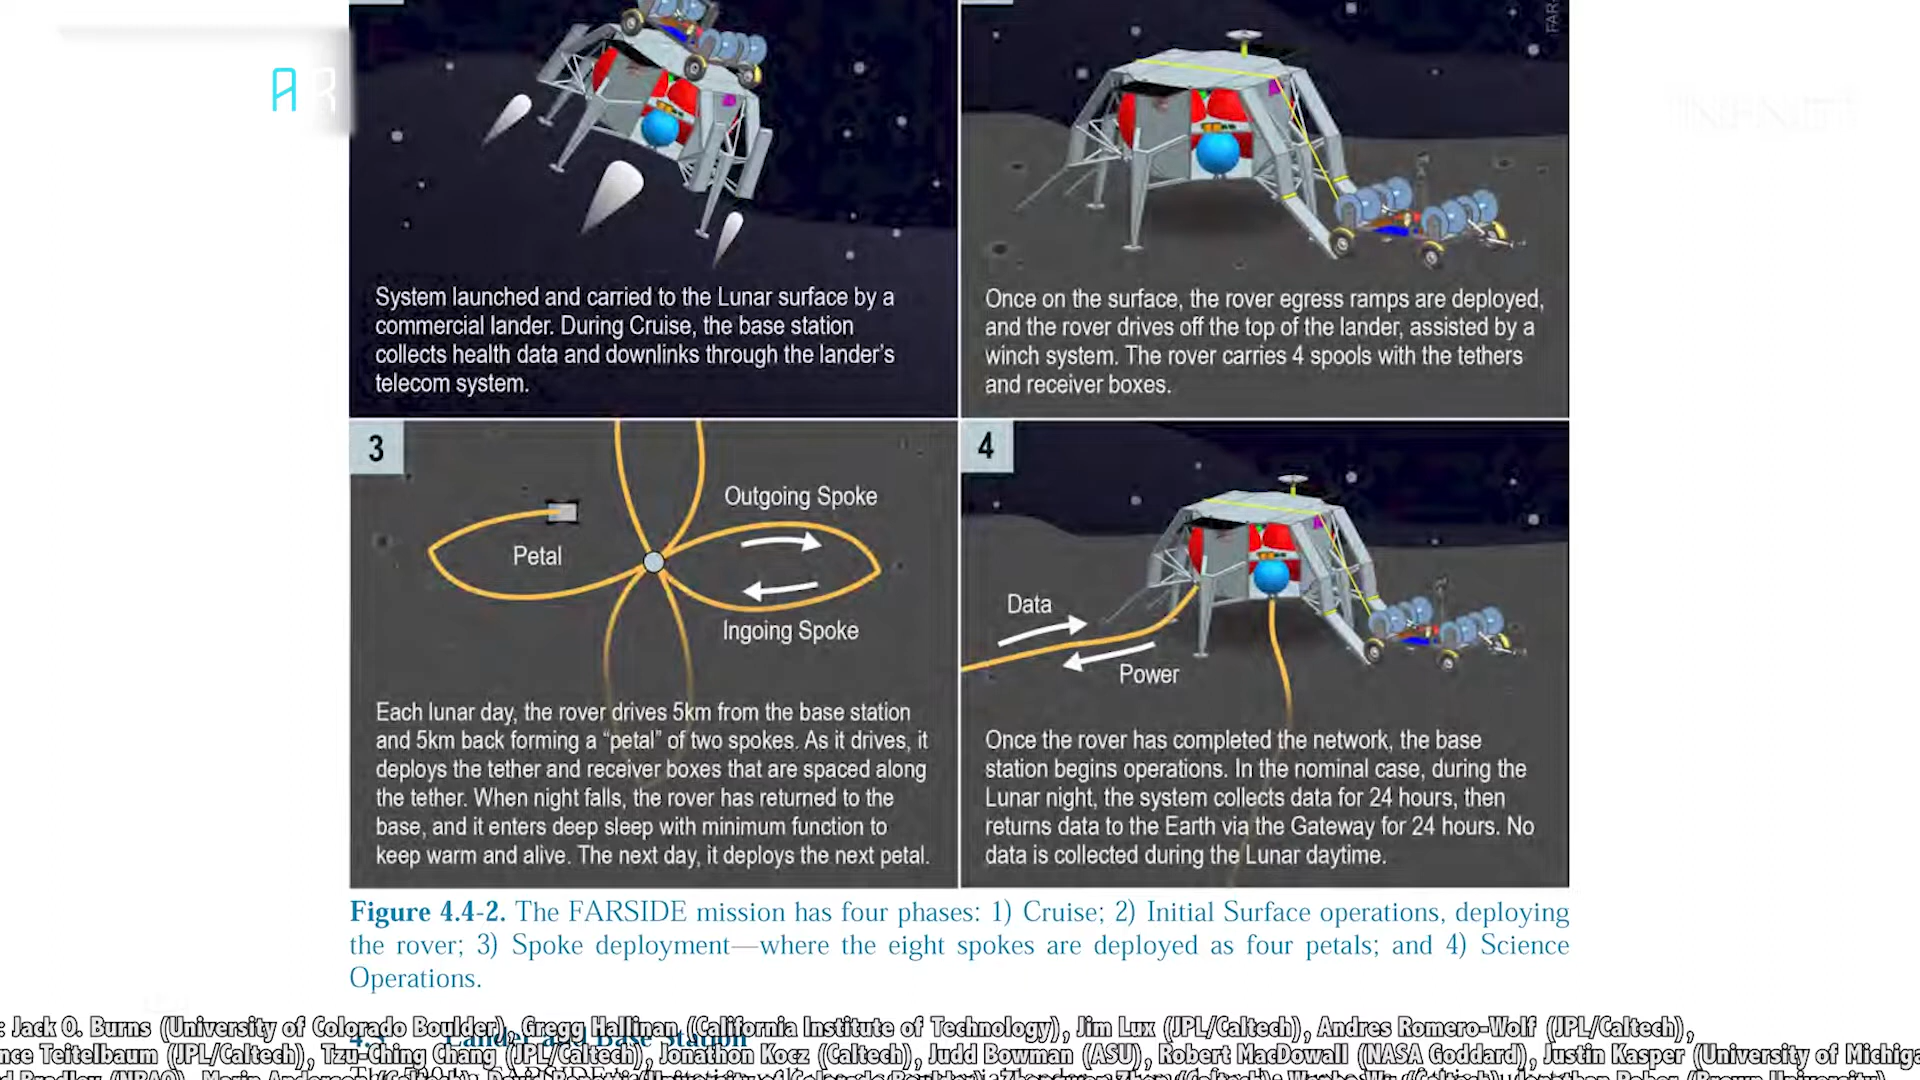 AR
System launched and carried to the Lunar surface by a
commercial lander. During Cruise, the base station
collects health data and downlinks through the lander's
telecom system.
Once on the surface, the rover egress ramps are deployed,
and the rover drives off the top of the lander, assisted by a
winch system. The rover carries 4 spools with the tethers
and receiver boxes.
3
Outgoing Spoke
Petal
Ingoing Spoke
Each lunar day, the rover drives 5km from the base station
and 5km back forming a “petal” of two spokes. As it drives, it
deploys the tether and receiver boxes that are spaced along
the tether. When night falls, the rover has returned to the
base, and it enters deep sleep with minimum function to
keep warm and alive. The next day, it deploys the next petal.
4
Data
Power
Once the rover has completed the network, the base
station begins operations. In the nominal case, during the
Lunar night, the system collects data for 24 hours, then
returns data to the Earth via the Gateway for 24 hours. No
data is collected during the Lunar daytime.
Figure 4.4-2. The FARSIDE mission has four phases: 1) Cruise; 2) Initial Surface operations, deploying
the rover; 3) Spoke deployment—where the eight spokes are deployed as four petals; and 4) Science
Operations.
: Jack O. Burns (University of Colorado Boulder), Gregg Hallinan (California Institute of Technology), Jim Lux (JPL/Caltech), Andres Romero-Wolf (JPL/Caltech),
nce Teitelbaum (JPL/Caltech), Tzu-Ching Chang (JPL/Caltech), Jonathon Kocz (Caltech), Judd Bowman (ASU), Robert MacDowall (NASA Goddard), Justin Kasper (University of Michiga